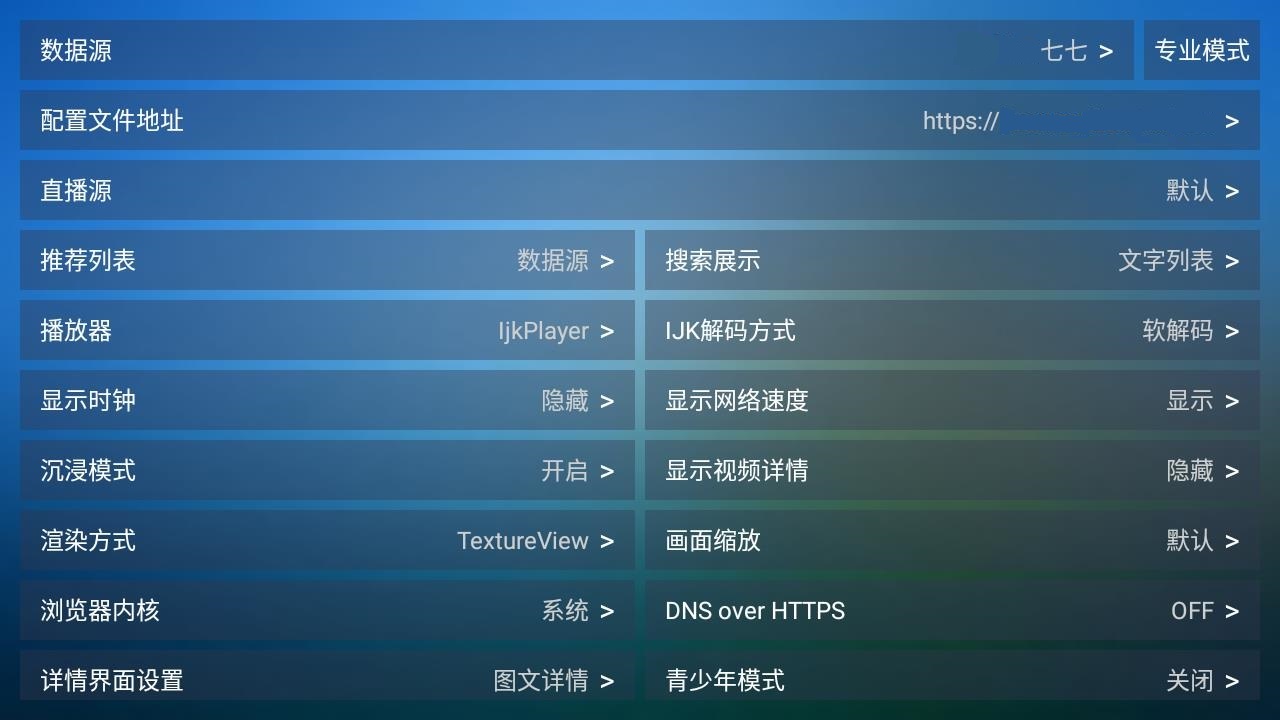 数据源 七七 > 专业模式
配置文件地址 https:// >
直播源 默认 >
推荐列表 数据源 > 搜索展示 文字列表 >
播放器 IjkPlayer > IJK解码方式 软解码 >
显示时钟 隐藏 > 显示网络速度 显示 >
沉浸模式 开启 > 显示视频详情 隐藏 >
渲染方式 TextureView > 画面缩放 默认 >
浏览器内核 系统 > DNS over HTTPS OFF >
详情界面设置 图文详情 > 青少年模式 关闭 >